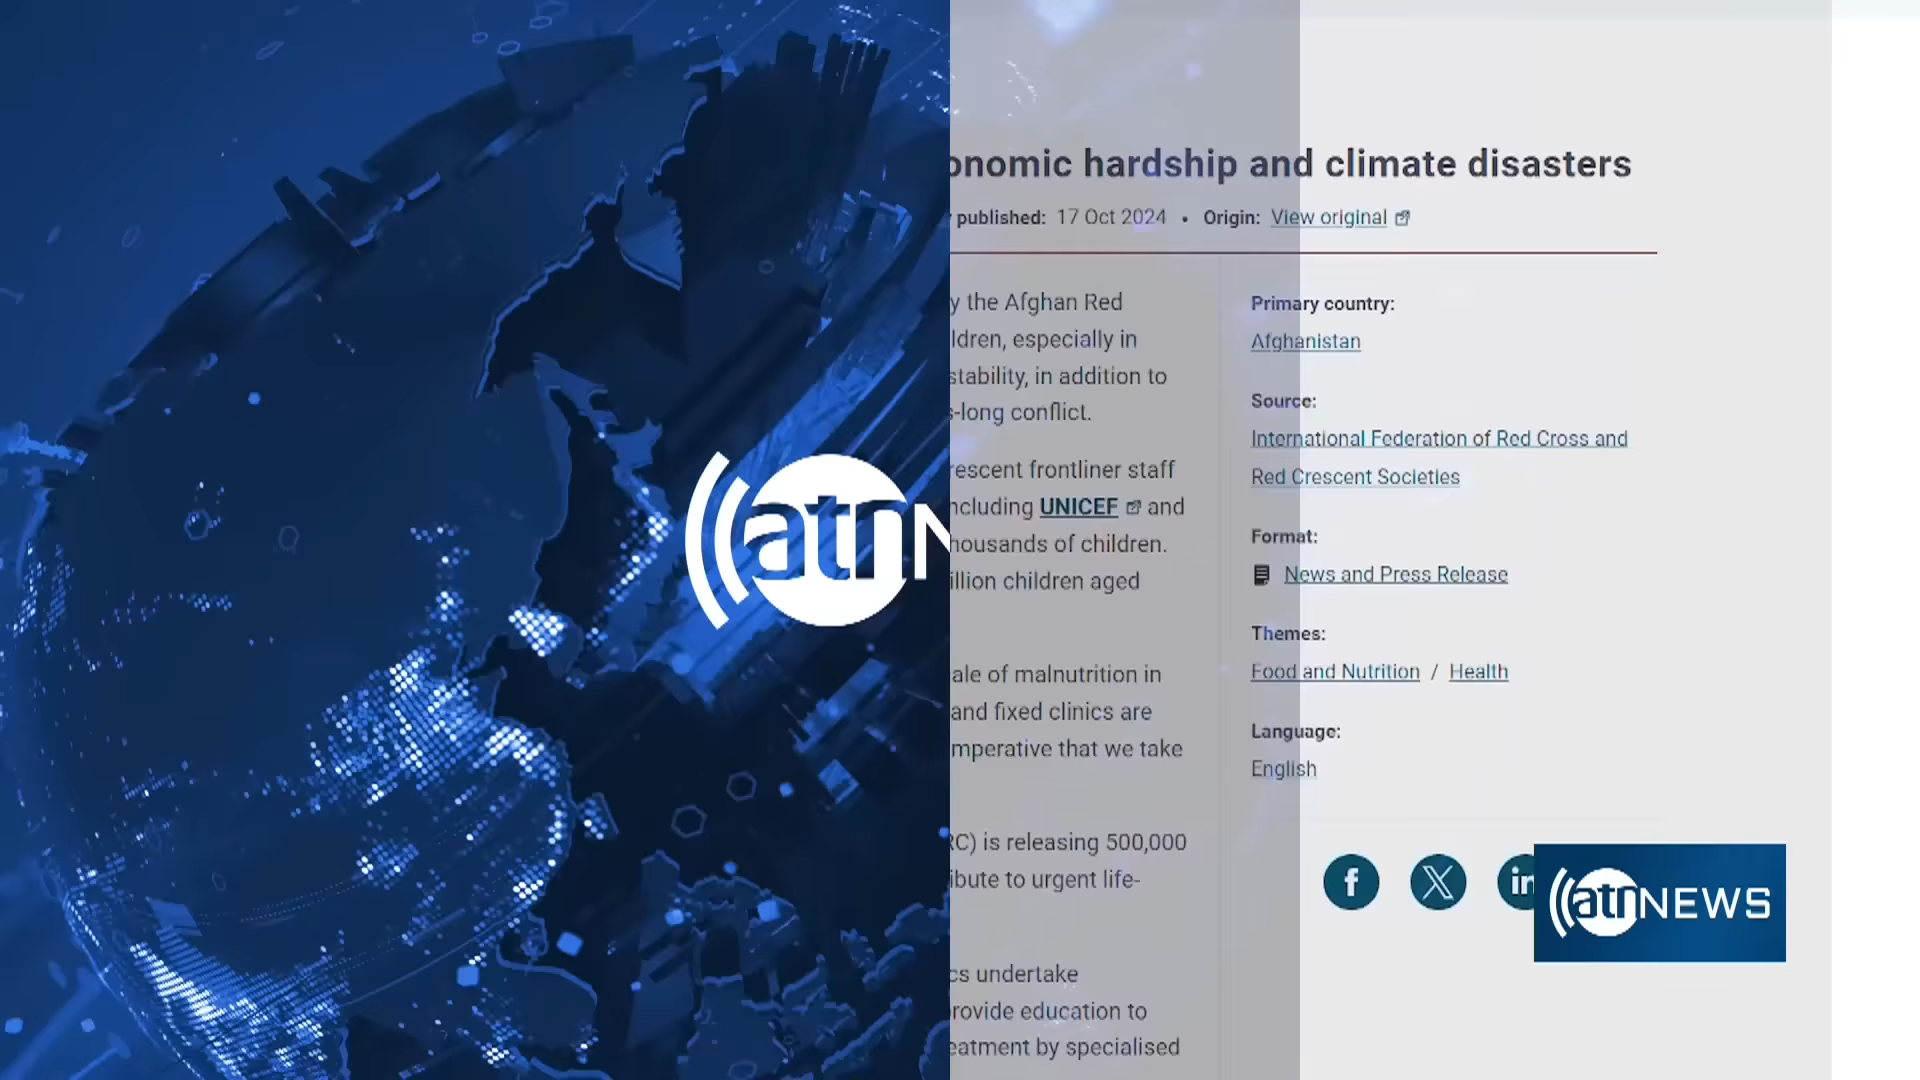 atn N
onomic hardship and climate disasters
published: 17 Oct 2024 • Origin: View original
y the Afghan Red
ldren, especially in
stability, in addition to
s-long conflict.
rescent frontliner staff
ncluding UNICEF and
housands of children.
illion children aged
ale of malnutrition in
and fixed clinics are
mperative that we take
RC) is releasing 500,000
ibute to urgent life-
cs undertake
rovide education to
eatment by specialised
Primary country:
Afghanistan
Source:
International Federation of Red Cross and
Red Crescent Societies
Format:
News and Press Release
Themes:
Food and Nutrition / Health
Language:
English
f X in
atn NEWS